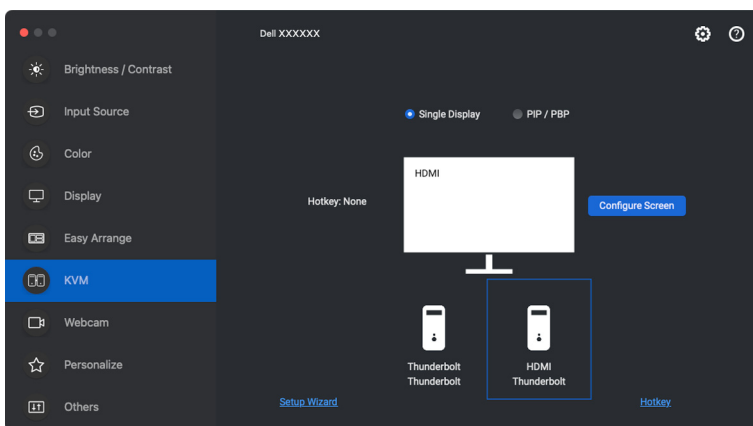 Dell XXXXXX
Brightness / Contrast
Input Source
Color
Display
Easy Arrange
KVM
Webcam
Personalize
Others
Single Display
PIP / PBP
HDMI
Hotkey: None
Configure Screen
Thunderbolt
Thunderbolt
HDMI
Thunderbolt
Setup Wizard
Hotkey